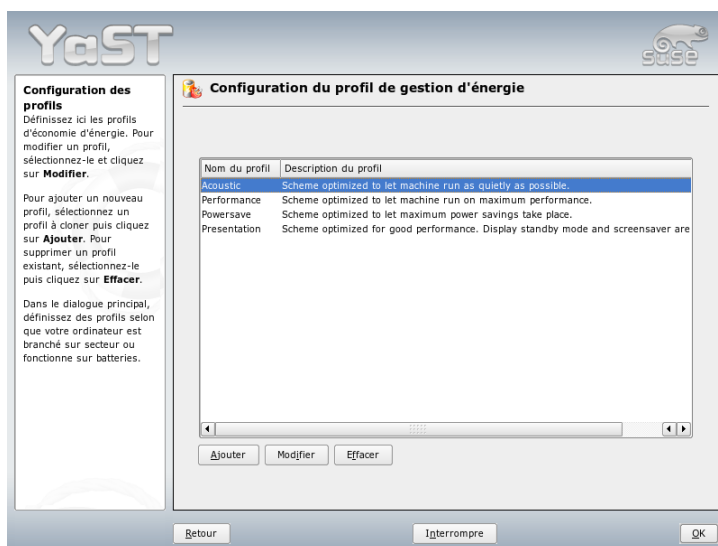 YaST
SUSE
Configuration des
profils
Définissez ici les profils
d'économie d'énergie. Pour
modifier un profil,
sélectionnez-le et cliquez
sur Modifier.
Pour ajouter un nouveau
profil, sélectionnez un
profil à cloner puis cliquez
sur Ajouter. Pour
supprimer un profil
existant, sélectionnez-le
puis cliquez sur Effacer.
Dans le dialogue principal,
définissez des profils selon
que votre ordinateur est
branché sur secteur ou
fonctionne sur batteries.
Configuration du profil de gestion d'énergie
Nom du profil Description du profil
Acoustic Scheme optimized to let machine run as quietly as possible.
Performance Scheme optimized to let machine run on maximum performance.
Powersave Scheme optimized to let maximum power savings take place.
Presentation Scheme optimized for good performance. Display standby mode and screensaver are
Ajouter Modifier Effacer
Retour Interrompre OK